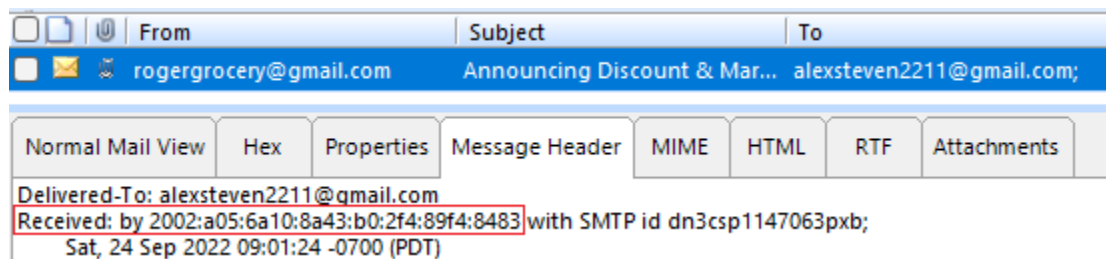 From Subject To
rogergrocery@gmail.com Announcing Discount & Mar... alexsteven2211@gmail.com;
Normal Mail View Hex Properties Message Header MIME HTML RTF Attachments
Delivered-To: alexsteven2211@gmail.com
Received: by 2002:a05:6a10:8a43:b0:2f4:89f4:8483 with SMTP id dn3csp1147063pxb;
Sat, 24 Sep 2022 09:01:24 -0700 (PDT)